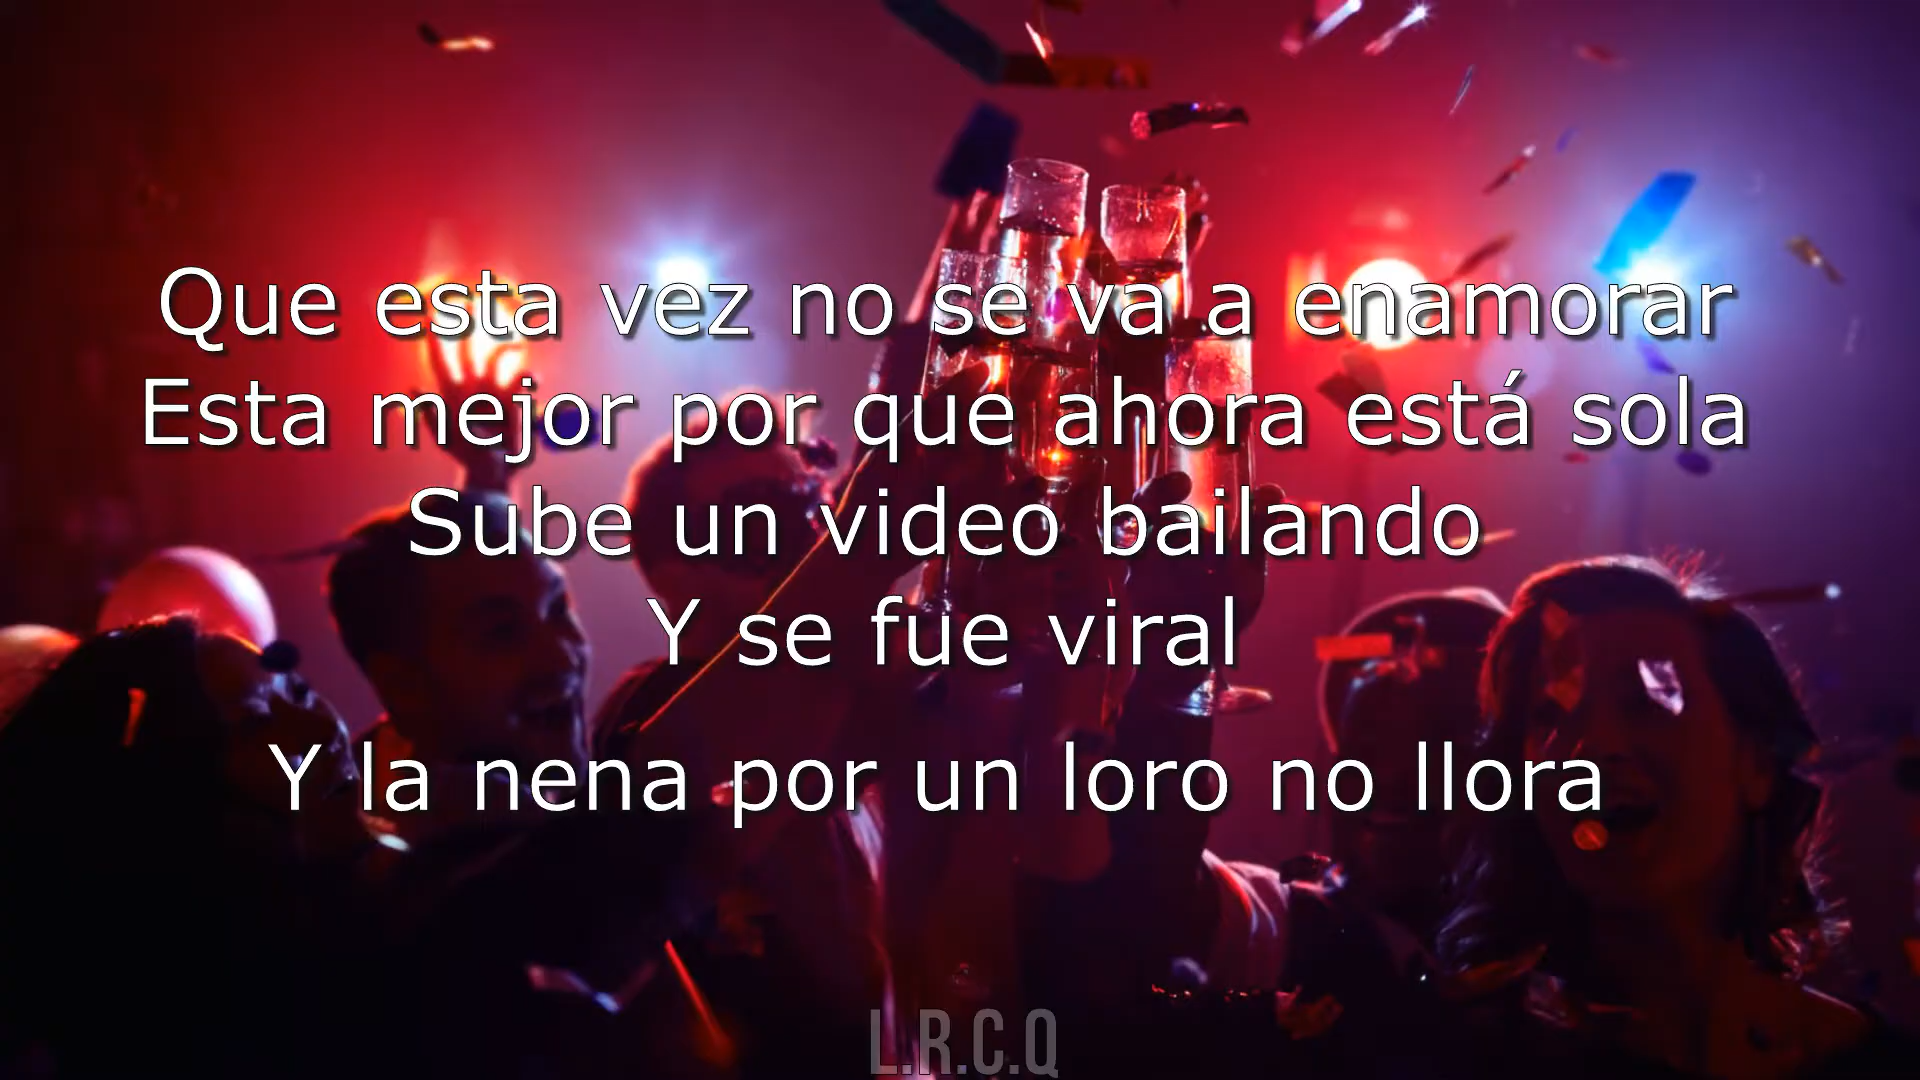 Que esta vez no se va a enamorar
Esta mejor por que ahora está sola
Sube un video bailando
Y se fue viral
Y la nena por un loro no llora
L.R.C.Q